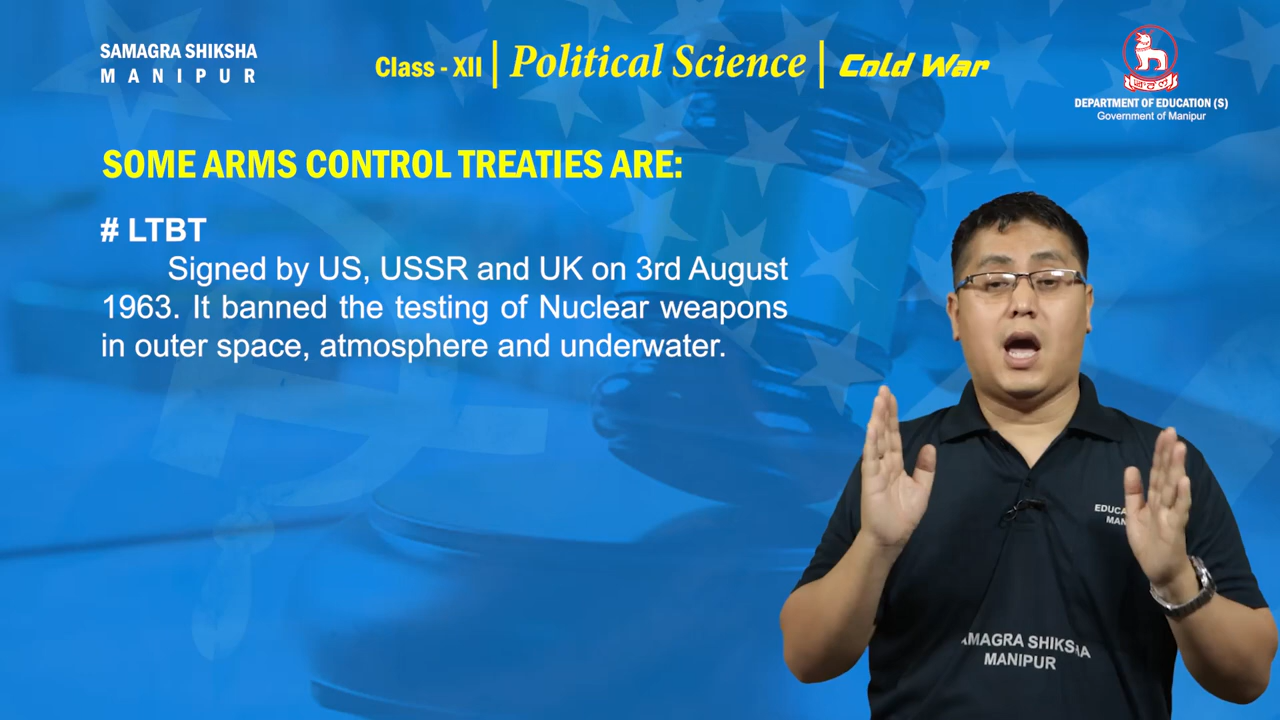 SAMAGRA SHIKSHA
MANIPUR
Class - XII | Political Science | Cold War
DEPARTMENT OF EDUCATION (S)
Government of Manipur
SOME ARMS CONTROL TREATIES ARE:
# LTBT
Signed by US, USSR and UK on 3rd August
1963. It banned the testing of Nuclear weapons
in outer space, atmosphere and underwater.
MANIPUR